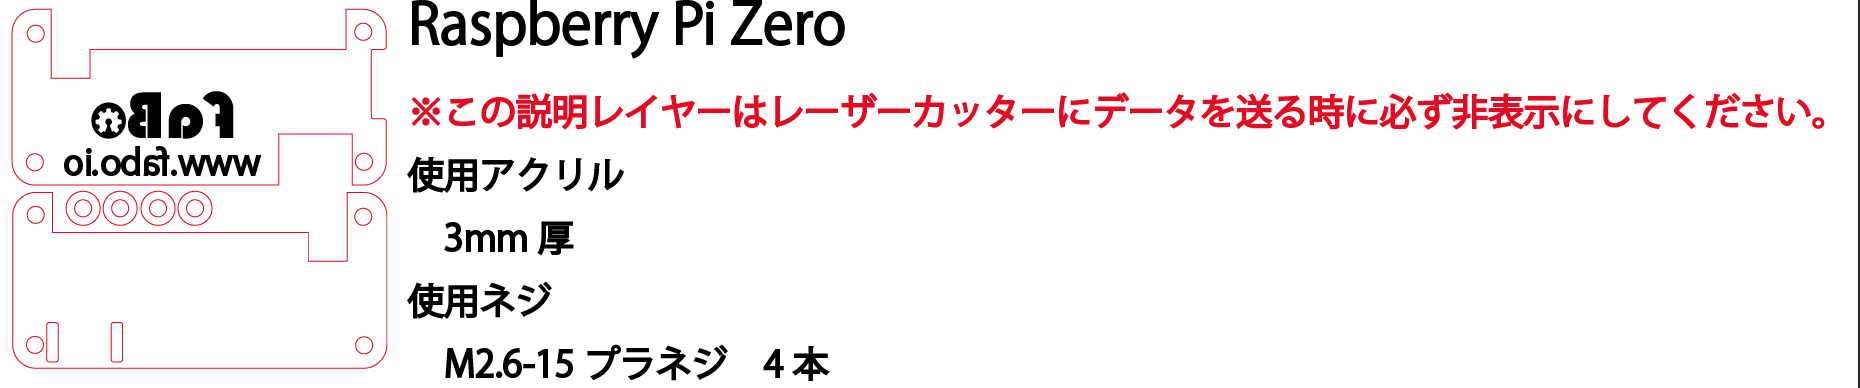 Raspberry Pi Zero
※この説明レイヤーはレーザーカッターにデータを送る時に必ず非表示にしてください。
FaBo
www.fabo.io
使用アクリル
3mm 厚
使用ネジ
M2.6-15 プラネジ　4 本